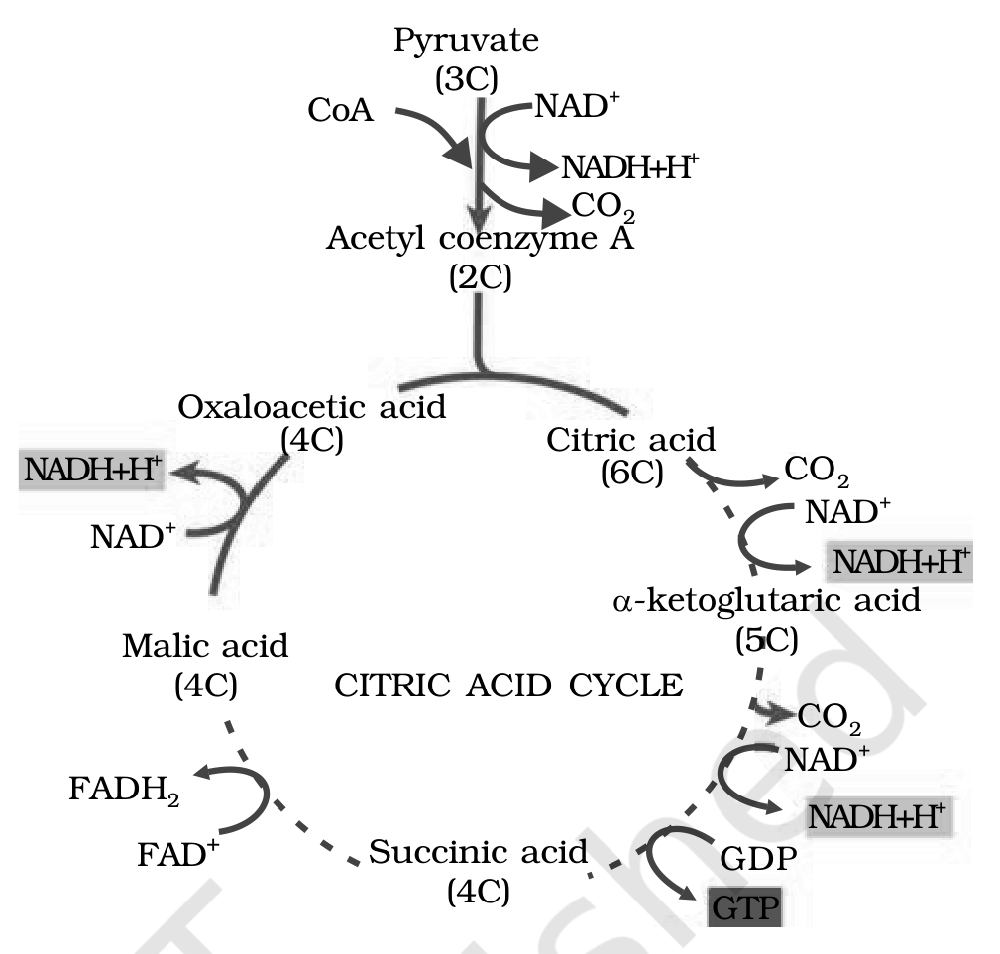 Pyruvate
(3C)
CoA
NAD⁺
NADH+H⁺
CO₂
Acetyl coenzyme A
(2C)
Oxaloacetic acid
(4C)
Citric acid
(6C)
NADH+H⁺
NAD⁺
CO₂
NAD⁺
NADH+H⁺
α-ketoglutaric acid
(5C)
Malic acid
(4C)
CITRIC ACID CYCLE
CO₂
NAD⁺
NADH+H⁺
FADH₂
FAD⁺
Succinic acid
(4C)
GDP
GTP